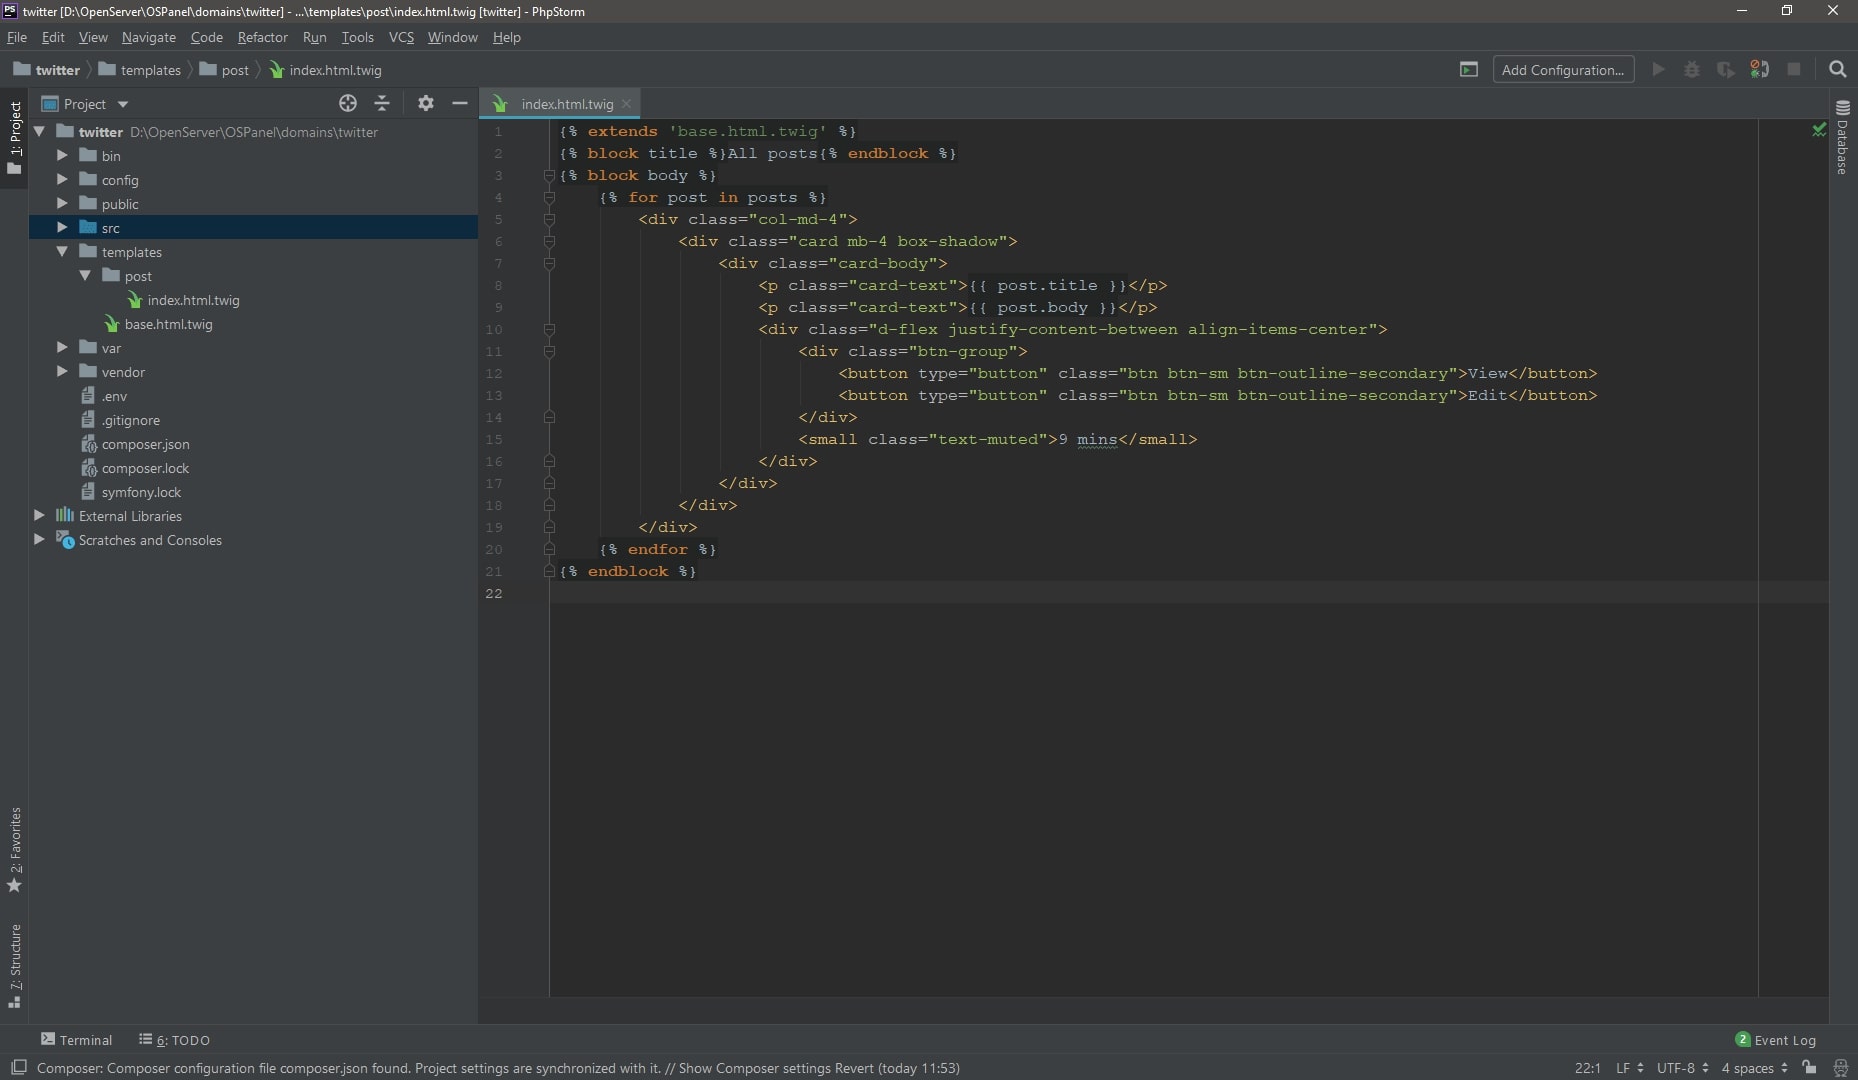 twitter [D:\OpenServer\OSPanel\domains\twitter] - ...\templates\post\index.html.twig [twitter] - PhpStorm
File Edit View Navigate Code Refactor Run Tools VCS Window Help
twitter templates post index.html.twig Add Configuration...
1: Project
Project
twitter D:\OpenServer\OSPanel\domains\twitter
bin
config
public
src
templates
post
index.html.twig
base.html.twig
var
vendor
.env
.gitignore
composer.json
composer.lock
symfony.lock
External Libraries
Scratches and Consoles
2: Favorites
7: Structure
index.html.twig
1 {% extends 'base.html.twig' %}
2 {% block title %}All posts{% endblock %}
3 {% block body %}
4 {% for post in posts %}
5 <div class="col-md-4">
6 <div class="card mb-4 box-shadow">
7 <div class="card-body">
8 <p class="card-text">{{ post.title }}</p>
9 <p class="card-text">{{ post.body }}</p>
10 <div class="d-flex justify-content-between align-items-center">
11 <div class="btn-group">
12 <button type="button" class="btn btn-sm btn-outline-secondary">View</button>
13 <button type="button" class="btn btn-sm btn-outline-secondary">Edit</button>
14 </div>
15 <small class="text-muted">9 mins</small>
16 </div>
17 </div>
18 </div>
19 </div>
20 {% endfor %}
21 {% endblock %}
22
Database
Terminal 6: TODO 2 Event Log
Composer: Composer configuration file composer.json found. Project settings are synchronized with it. // Show Composer settings Revert (today 11:53) 22:1 LF UTF-8 4 spaces